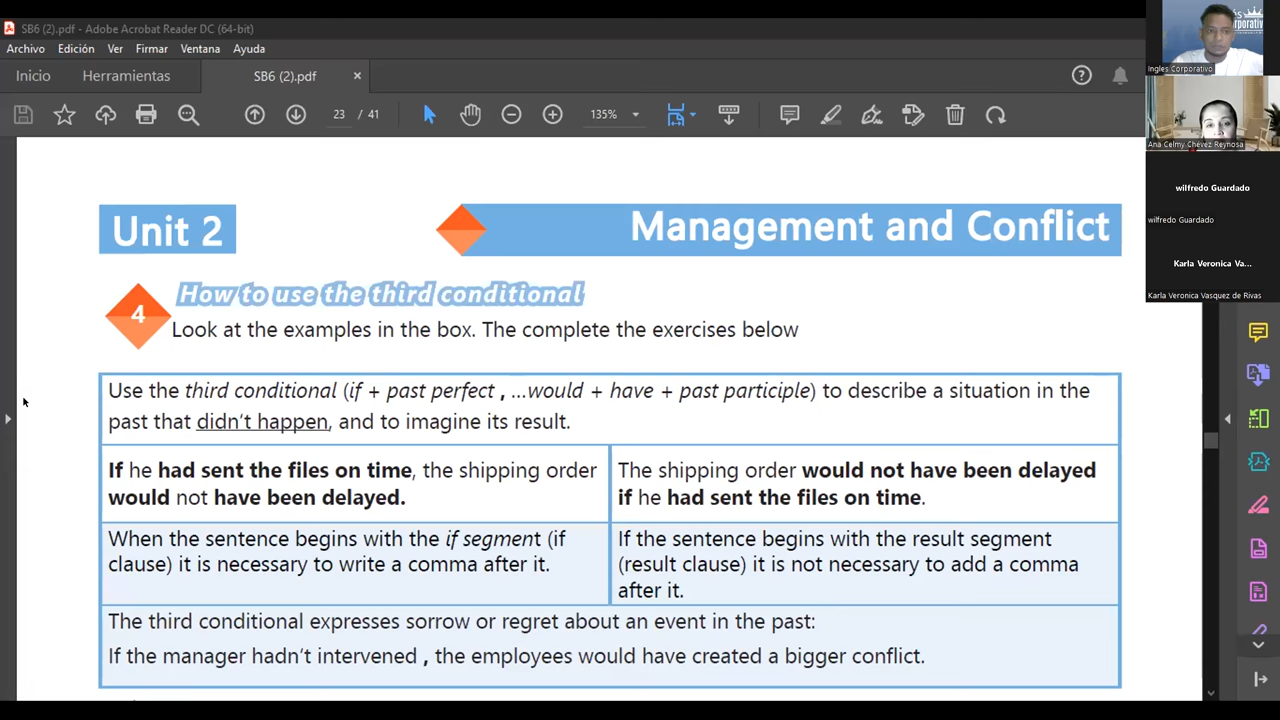 SB6 (2).pdf - Adobe Acrobat Reader DC (64-bit)
Archivo Edición Ver Firmar Ventana Ayuda
Inicio Herramientas SB6 (2).pdf ×
23 / 41 135%
Unit 2 Management and Conflict
4 How to use the third conditional
Look at the examples in the box. The complete the exercises below
Use the third conditional (if + past perfect , ...would + have + past participle) to describe a situation in the
past that didn't happen, and to imagine its result.
If he had sent the files on time, the shipping order
would not have been delayed.
The shipping order would not have been delayed
if he had sent the files on time.
When the sentence begins with the if segment (if
clause) it is necessary to write a comma after it.
If the sentence begins with the result segment
(result clause) it is not necessary to add a comma
after it.
The third conditional expresses sorrow or regret about an event in the past:
If the manager hadn't intervened , the employees would have created a bigger conflict.
Ingles Corporativo
Ana Celmy Chévez Reynosa
wilfredo Guardado
wilfredo Guardado
Karla Veronica Va...
Karla Veronica Vasquez de Rivas